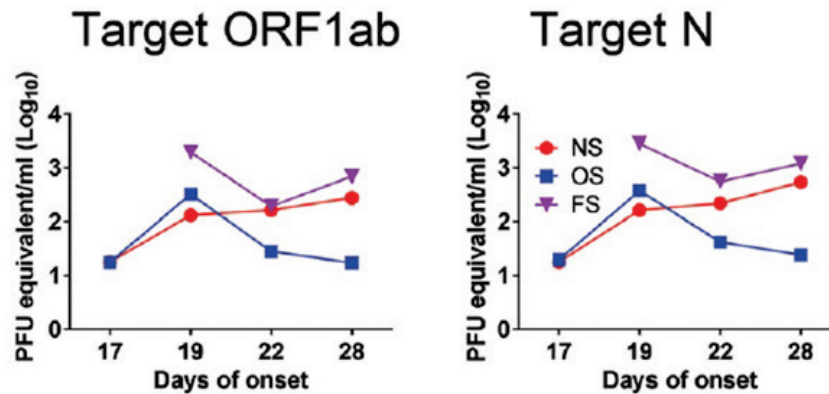 Target ORF1ab
PFU equivalent/ml (Log10)
4
3
2
1
0
17 19 22 28
Days of onset
Target N
PFU equivalent/ml (Log10)
4
3
2
1
0
NS
OS
FS
17 19 22 28
Days of onset